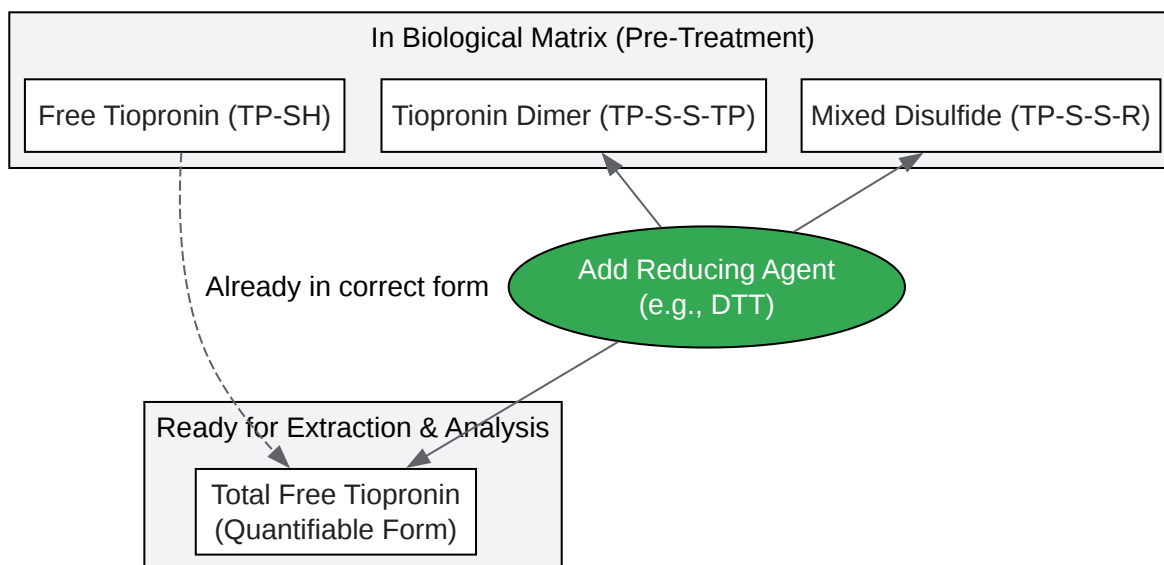 In Biological Matrix (Pre-Treatment)
Free Tiopronin (TP-SH)
Tiopronin Dimer (TP-S-S-TP)
Mixed Disulfide (TP-S-S-R)
Add Reducing Agent
(e.g., DTT)
Already in correct form
Ready for Extraction & Analysis
Total Free Tiopronin
(Quantifiable Form)